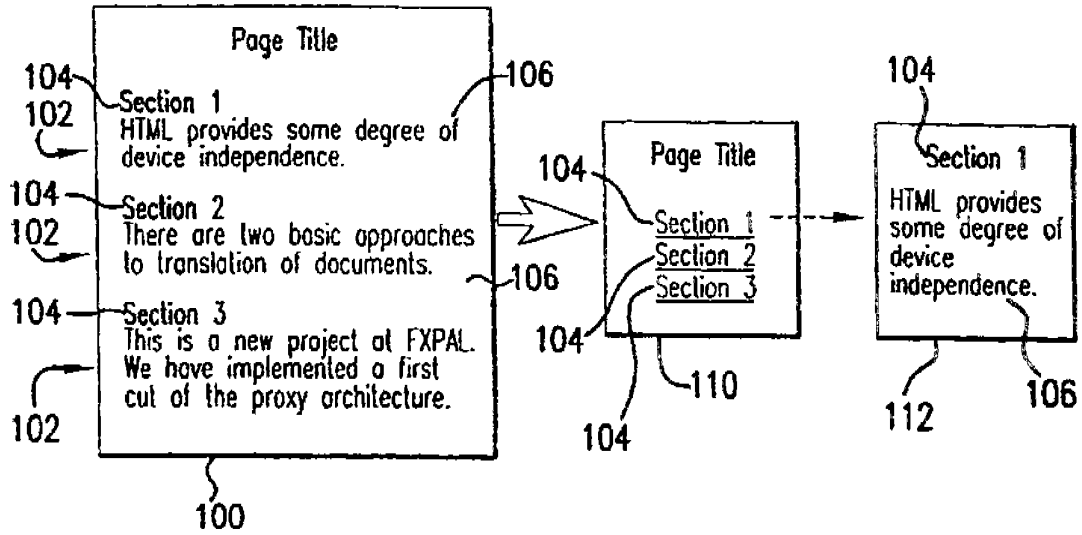 Page Title
104
Section 1
106
102
HTML provides some degree of
device independence.
104
Section 2
102
There are two basic approaches
to translation of documents.
106
104
Section 3
This is a new project at FXPAL.
We have implemented a first
cut of the proxy architecture.
102
100
Page Title
104
Section 1
Section 2
Section 3
104
104
110
104
Section 1
HTML provides
some degree of
device
independence.
112
106